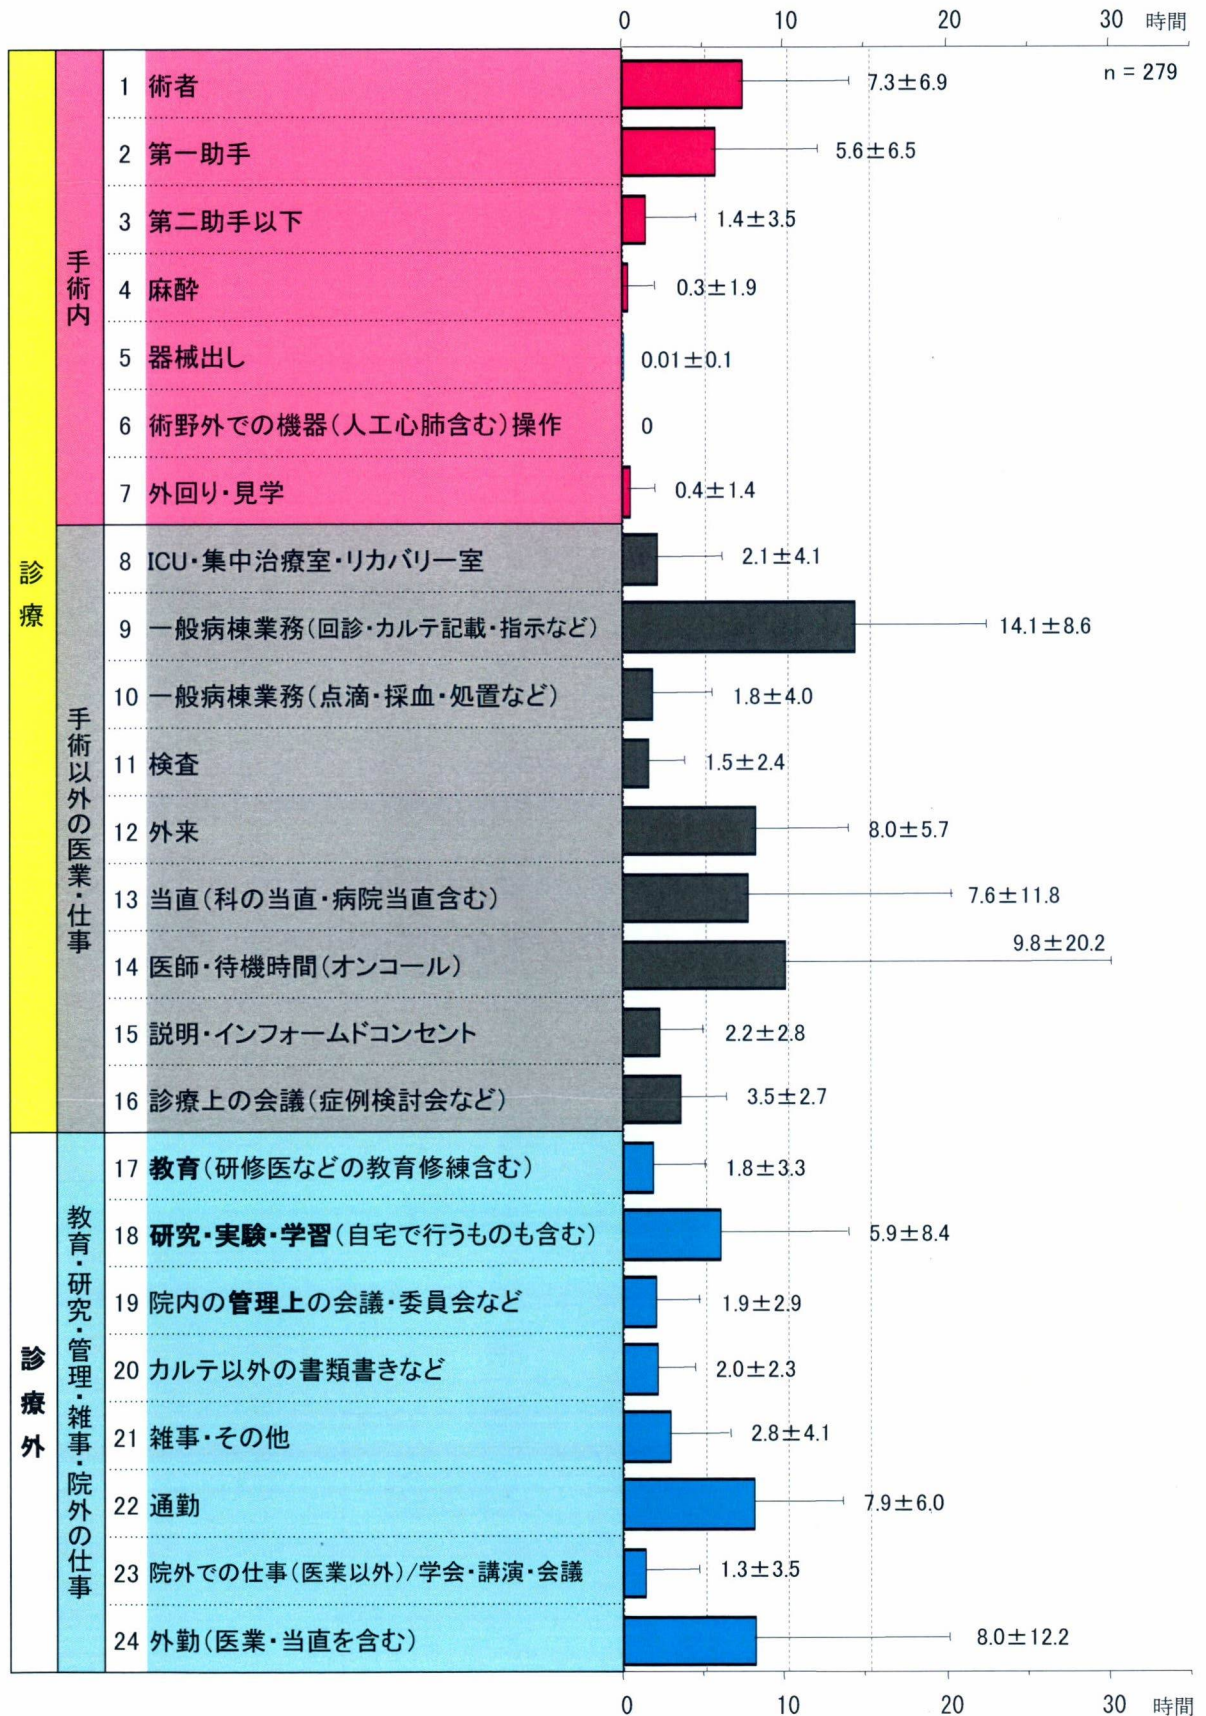 0 10 20 30 時間
n = 279
診療
手術内
1 術者 7.3±6.9
2 第一助手 5.6±6.5
3 第二助手以下 1.4±3.5
4 麻酔 0.3±1.9
5 器械出し 0.01±0.1
6 術野外での機器(人工心肺含む)操作 0
7 外回り・見学 0.4±1.4
手術以外の医業・仕事
8 ICU・集中治療室・リカバリー室 2.1±4.1
9 一般病棟業務(回診・カルテ記載・指示など) 14.1±8.6
10 一般病棟業務(点滴・採血・処置など) 1.8±4.0
11 検査 1.5±2.4
12 外来 8.0±5.7
13 当直(科の当直・病院当直含む) 7.6±11.8
14 医師・待機時間(オンコール) 9.8±20.2
15 説明・インフォームドコンセント 2.2±2.8
16 診療上の会議(症例検討会など) 3.5±2.7
診療外
教育・研究・管理・雑事・院外の仕事
17 教育(研修医などの教育修練含む) 1.8±3.3
18 研究・実験・学習(自宅で行うものも含む) 5.9±8.4
19 院内の管理上の会議・委員会など 1.9±2.9
20 カルテ以外の書類書きなど 2.0±2.3
21 雑事・その他 2.8±4.1
22 通勤 7.9±6.0
23 院外での仕事(医業以外)/学会・講演・会議 1.3±3.5
24 外勤(医業・当直を含む) 8.0±12.2
0 10 20 30 時間